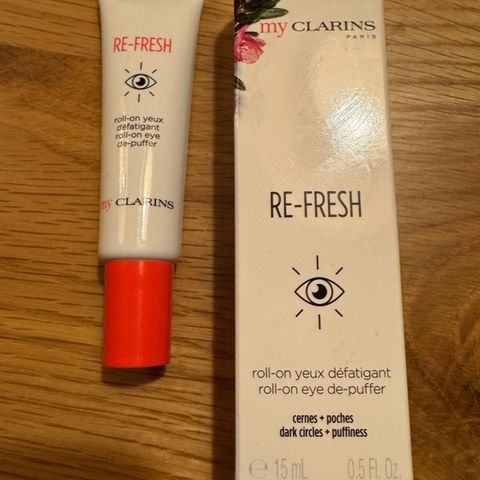 RE-FRESH
roll-on yeux
défatigant
roll-on eye
de-puffer
my CLARINS
my CLARINS
PARIS
RE-FRESH
roll-on yeux défatigant
roll-on eye de-puffer
cernes + poches
dark circles + puffiness
℮ 15 mL 0.5 Fl. Oz.